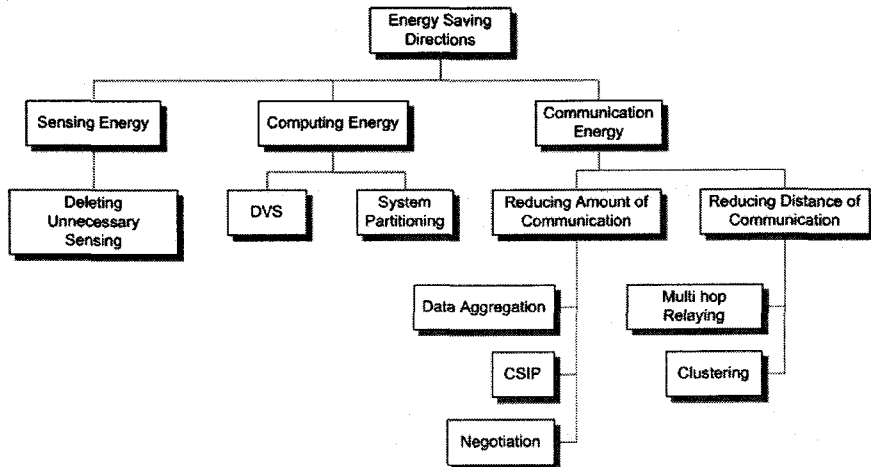 Energy Saving
Directions
Sensing Energy
Computing Energy
Communication
Energy
Deleting
Unnecessary
Sensing
DVS
System
Partitioning
Reducing Amount of
Communication
Reducing Distance of
Communication
Data Aggregation
Multi hop
Relaying
CSIP
Clustering
Negotiation